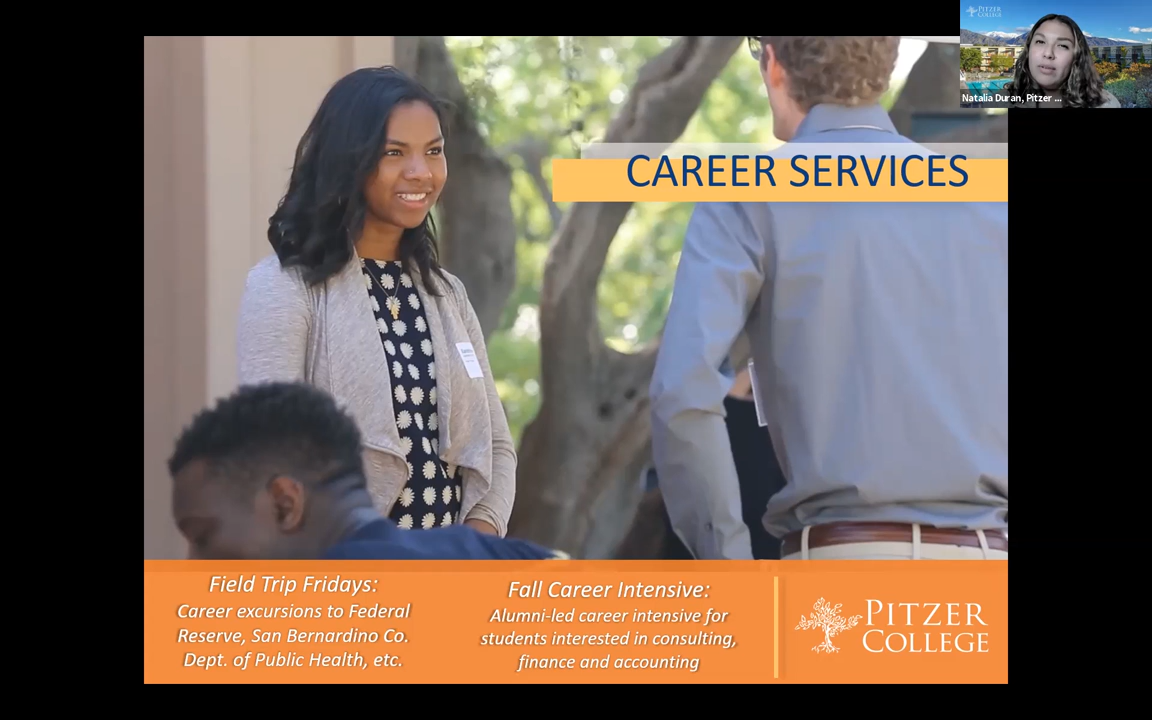 PITZER
COLLEGE
Natalia Duran, Pitzer ...
CAREER SERVICES
Field Trip Fridays:
Career excursions to Federal
Reserve, San Bernardino Co.
Dept. of Public Health, etc.
Fall Career Intensive:
Alumni-led career intensive for
students interested in consulting,
finance and accounting
PITZER
COLLEGE